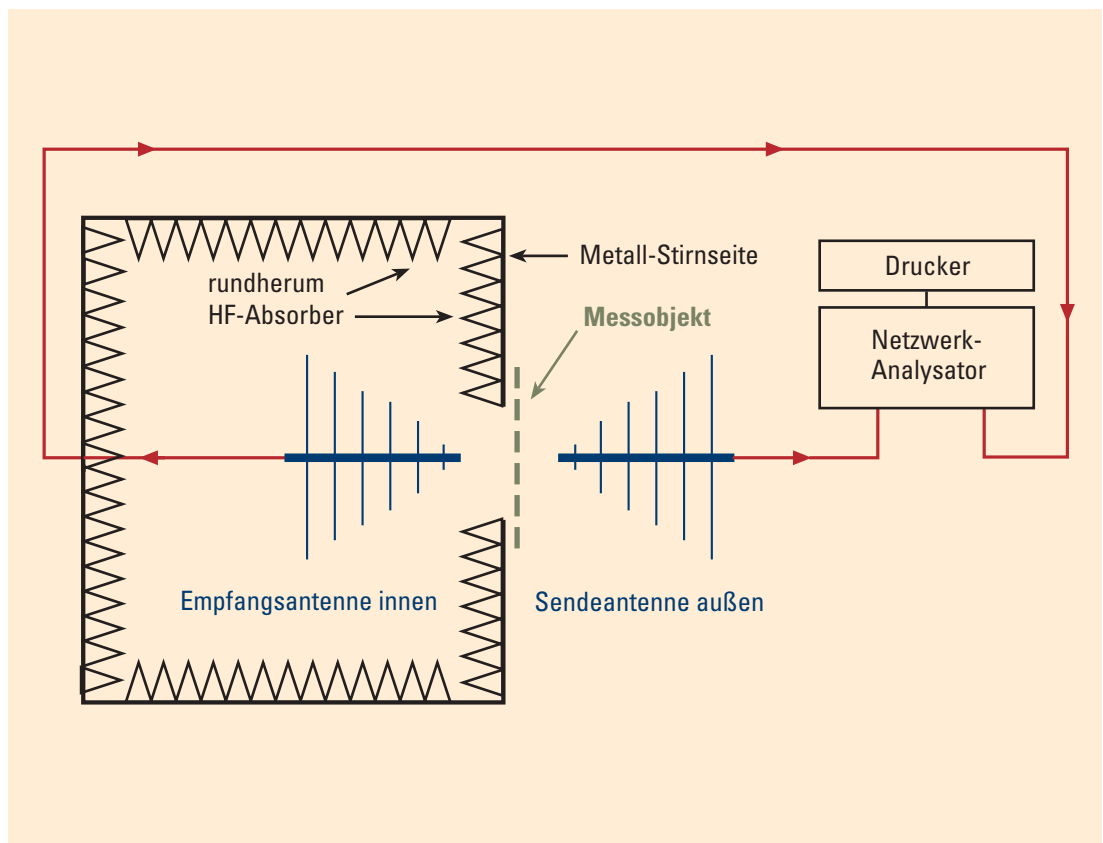 Metall-Stirnseite
rundherum
HF-Absorber
Messobjekt
Drucker
Netzwerk-
Analysator
Empfangsantenne innen
Sendeantenne außen